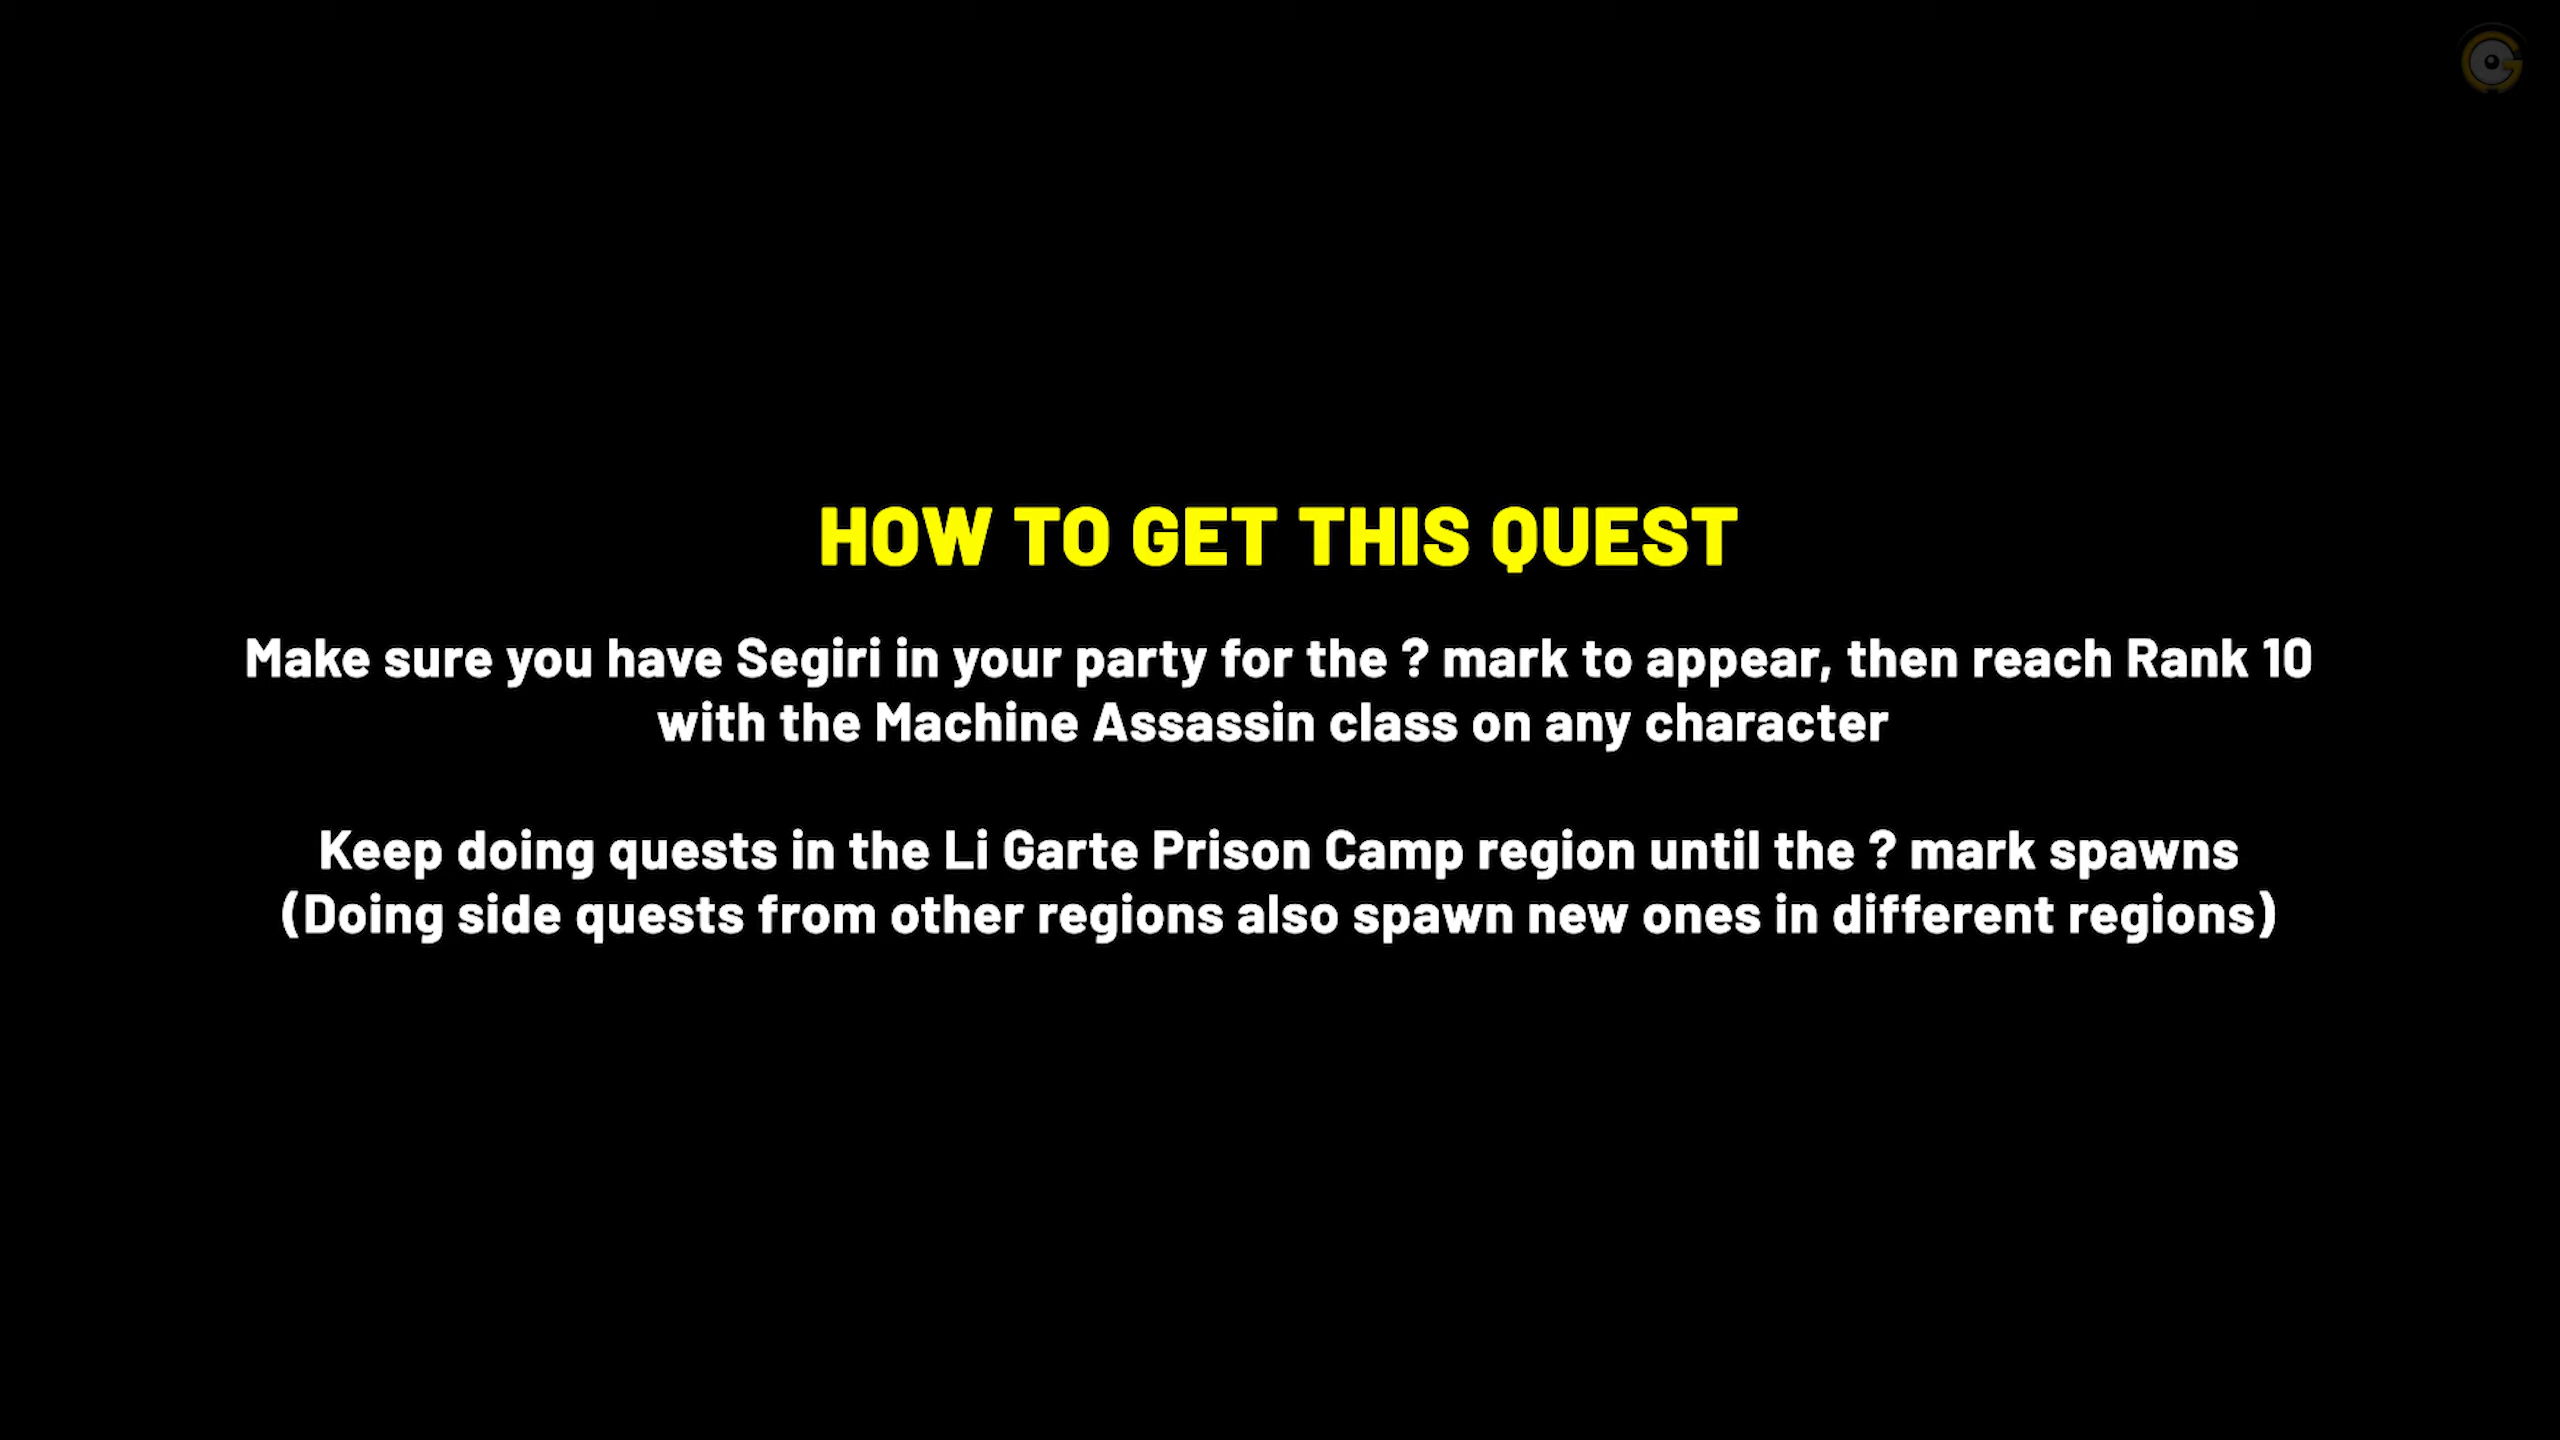 HOW TO GET THIS QUEST
Make sure you have Segiri in your party for the ? mark to appear, then reach Rank 10
with the Machine Assassin class on any character
Keep doing quests in the Li Garte Prison Camp region until the ? mark spawns
(Doing side quests from other regions also spawn new ones in different regions)